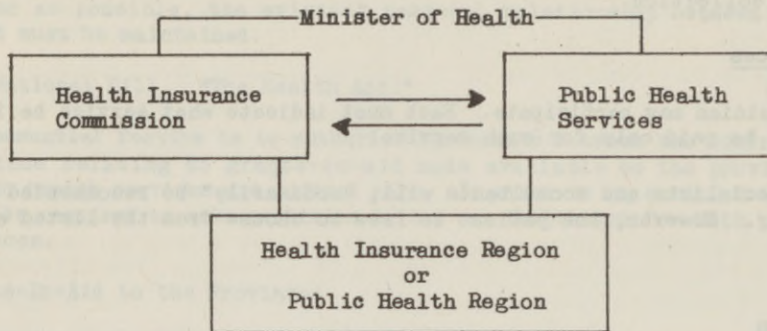 Minister of Health
Health Insurance
Commission
Public Health
Services
Health Insurance Region
or
Public Health Region